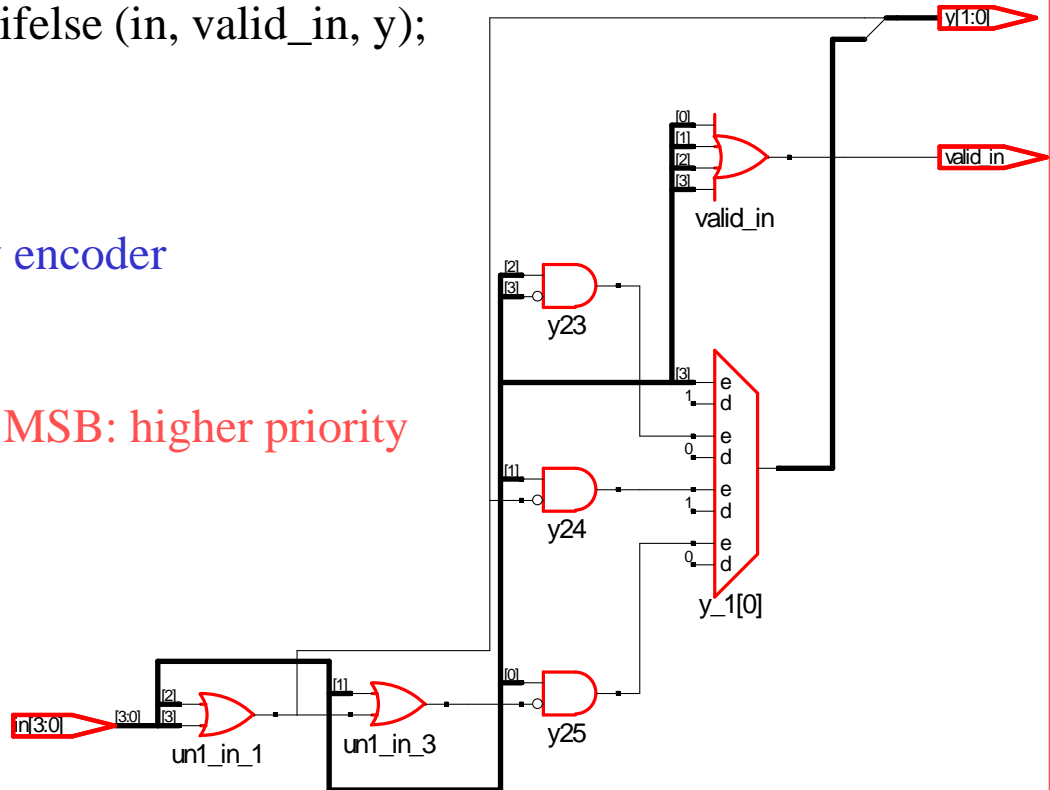 ifelse (in, valid_in, y);
y[1:0]
[0]
[1]
[2]
[3]
valid_in
valid_in
encoder
[2]
[3]
y23
MSB: higher priority
[3]
e
1
d
e
0
d
[1]
e
1
d
y24
e
0
d
y_1[0]
[0]
y25
[1]
un1_in_3
[2]
[3]
un1_in_1
in[3:0]
[3:0]